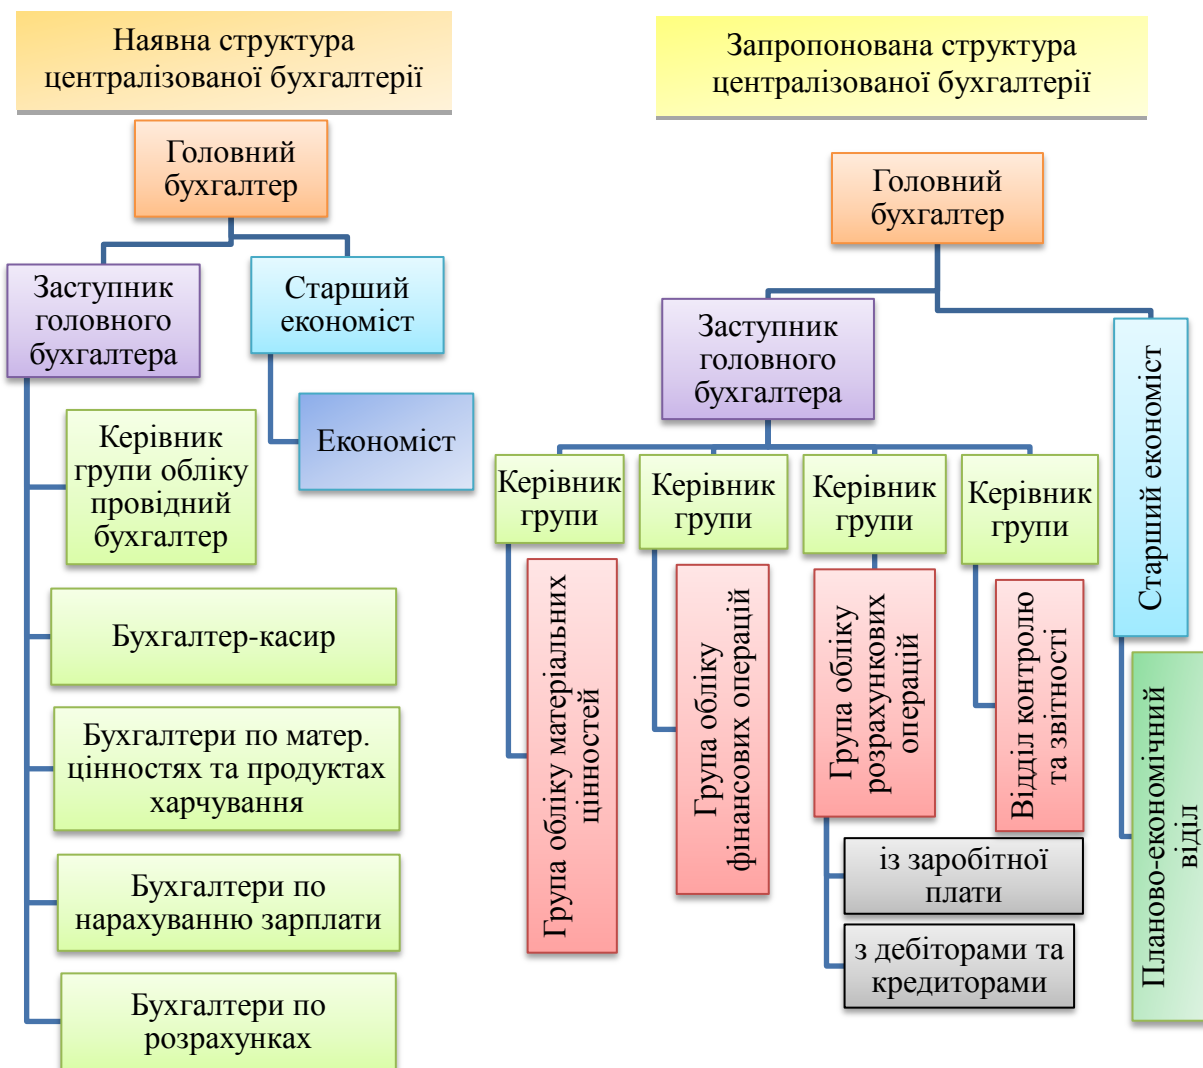 Наявна структура
централізованої бухгалтерії
Головний
бухгалтер
Заступник
головного
бухгалтера
Старший
економіст
Економіст
Керівник
групи обліку
провідний
бухгалтер
Бухгалтер-касир
Бухгалтери по матер.
цінностях та продуктах
харчування
Бухгалтери по
нарахуванню зарплати
Бухгалтери по
розрахунках
Запропонована структура
централізованої бухгалтерії
Головний
бухгалтер
Заступник
головного
бухгалтера
Старший економіст
Керівник
групи
Керівник
групи
Керівник
групи
Керівник
групи
Група обліку матеріальних
цінностей
Група обліку
фінансових операцій
Група обліку
розрахункових
операцій
Відділ контролю
та звітності
із заробітної
плати
з дебіторами та
кредиторами
Планово-економічний
віділ